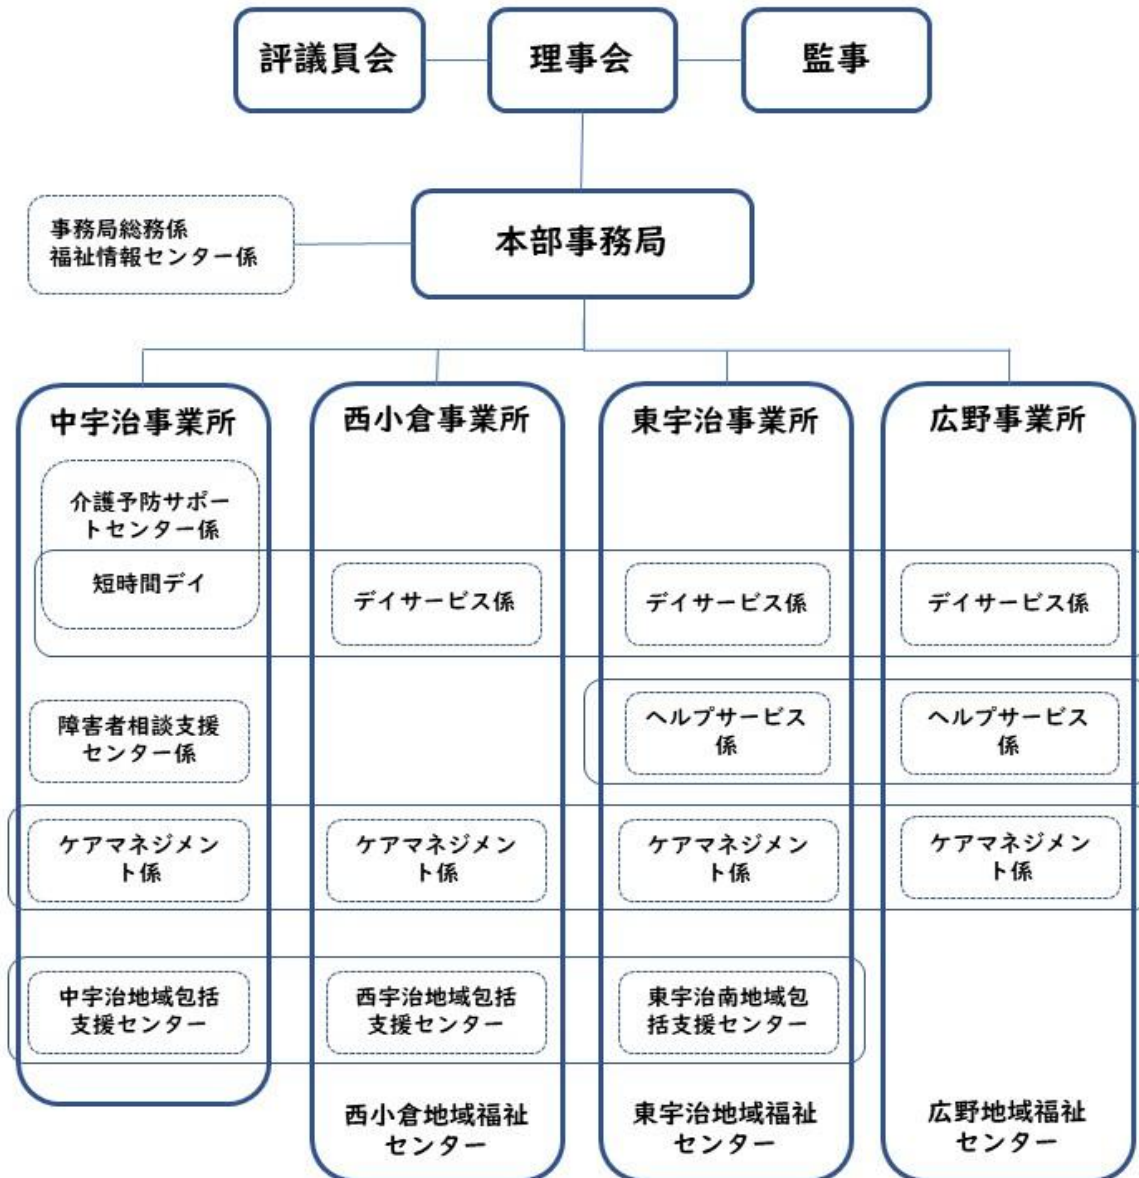 評議員会
理事会
監事
事務局総務係
福祉情報センター係
本部事務局
中宇治事業所
西小倉事業所
東宇治事業所
広野事業所
介護予防サポー
トセンター係
短時間デイ
デイサービス係
デイサービス係
デイサービス係
障害者相談支援
センター係
ヘルプサービス
係
ヘルプサービス
係
ケアマネジメン
ト係
ケアマネジメン
ト係
ケアマネジメン
ト係
ケアマネジメン
ト係
中宇治地域包括
支援センター
西宇治地域包括
支援センター
東宇治南地域包
括支援センター
西小倉地域福祉
センター
東宇治地域福祉
センター
広野地域福祉
センター